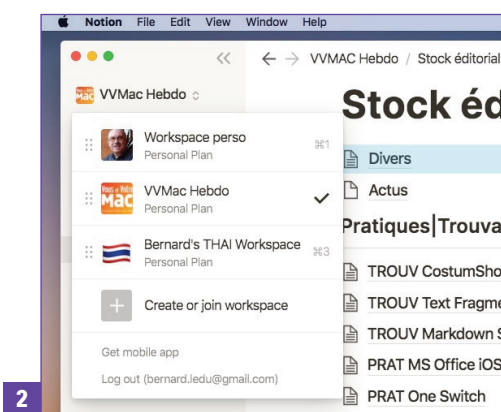 Notion File Edit View Window Help
VVMAC Hebdo / Stock éditorial
VVMac Hebdo
Stock éd
Workspace perso ⌘1
Personal Plan
Divers
VVMac Hebdo
Personal Plan
Actus
Bernard's THAI Workspace ⌘3
Personal Plan
Pratiques|Trouva
Create or join workspace
TROUV CostumSho
TROUV Text Fragme
TROUV Markdown S
Get mobile app
PRAT MS Office iOS
Log out (bernard.ledu@gmail.com)
PRAT One Switch
2